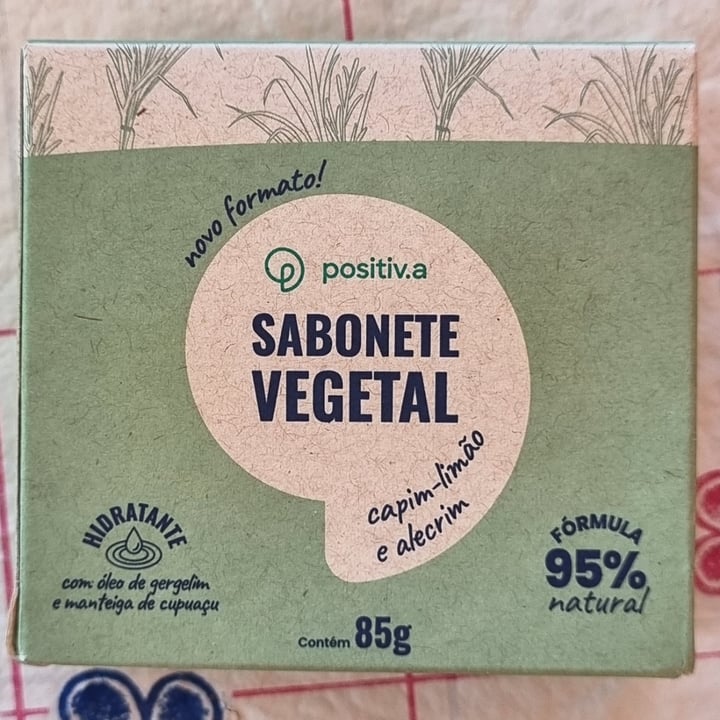 novo formato!
positiv.a
SABONETE
VEGETAL
capim-limão
e alecrim
HIDRATANTE
com óleo de gergelim
e manteiga de cupuaçu
FÓRMULA
95%
natural
Contém 85g